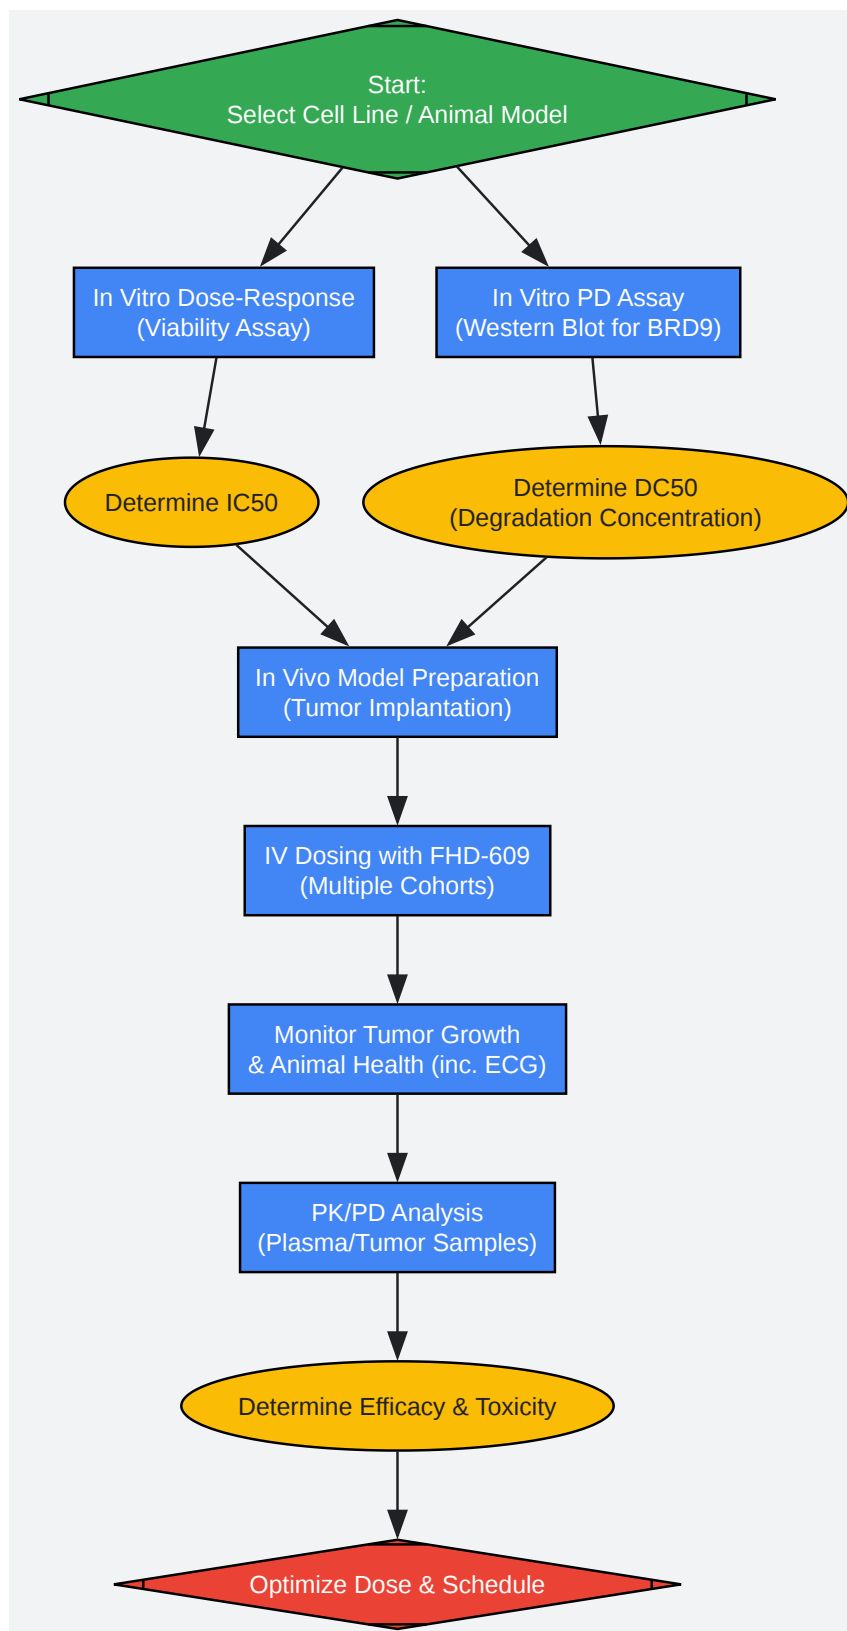 Start:
Select Cell Line / Animal Model
In Vitro Dose-Response
(Viability Assay)
In Vitro PD Assay
(Western Blot for BRD9)
Determine IC50
Determine DC50
(Degradation Concentration)
In Vivo Model Preparation
(Tumor Implantation)
IV Dosing with FHD-609
(Multiple Cohorts)
Monitor Tumor Growth
& Animal Health (inc. ECG)
PK/PD Analysis
(Plasma/Tumor Samples)
Determine Efficacy & Toxicity
Optimize Dose & Schedule